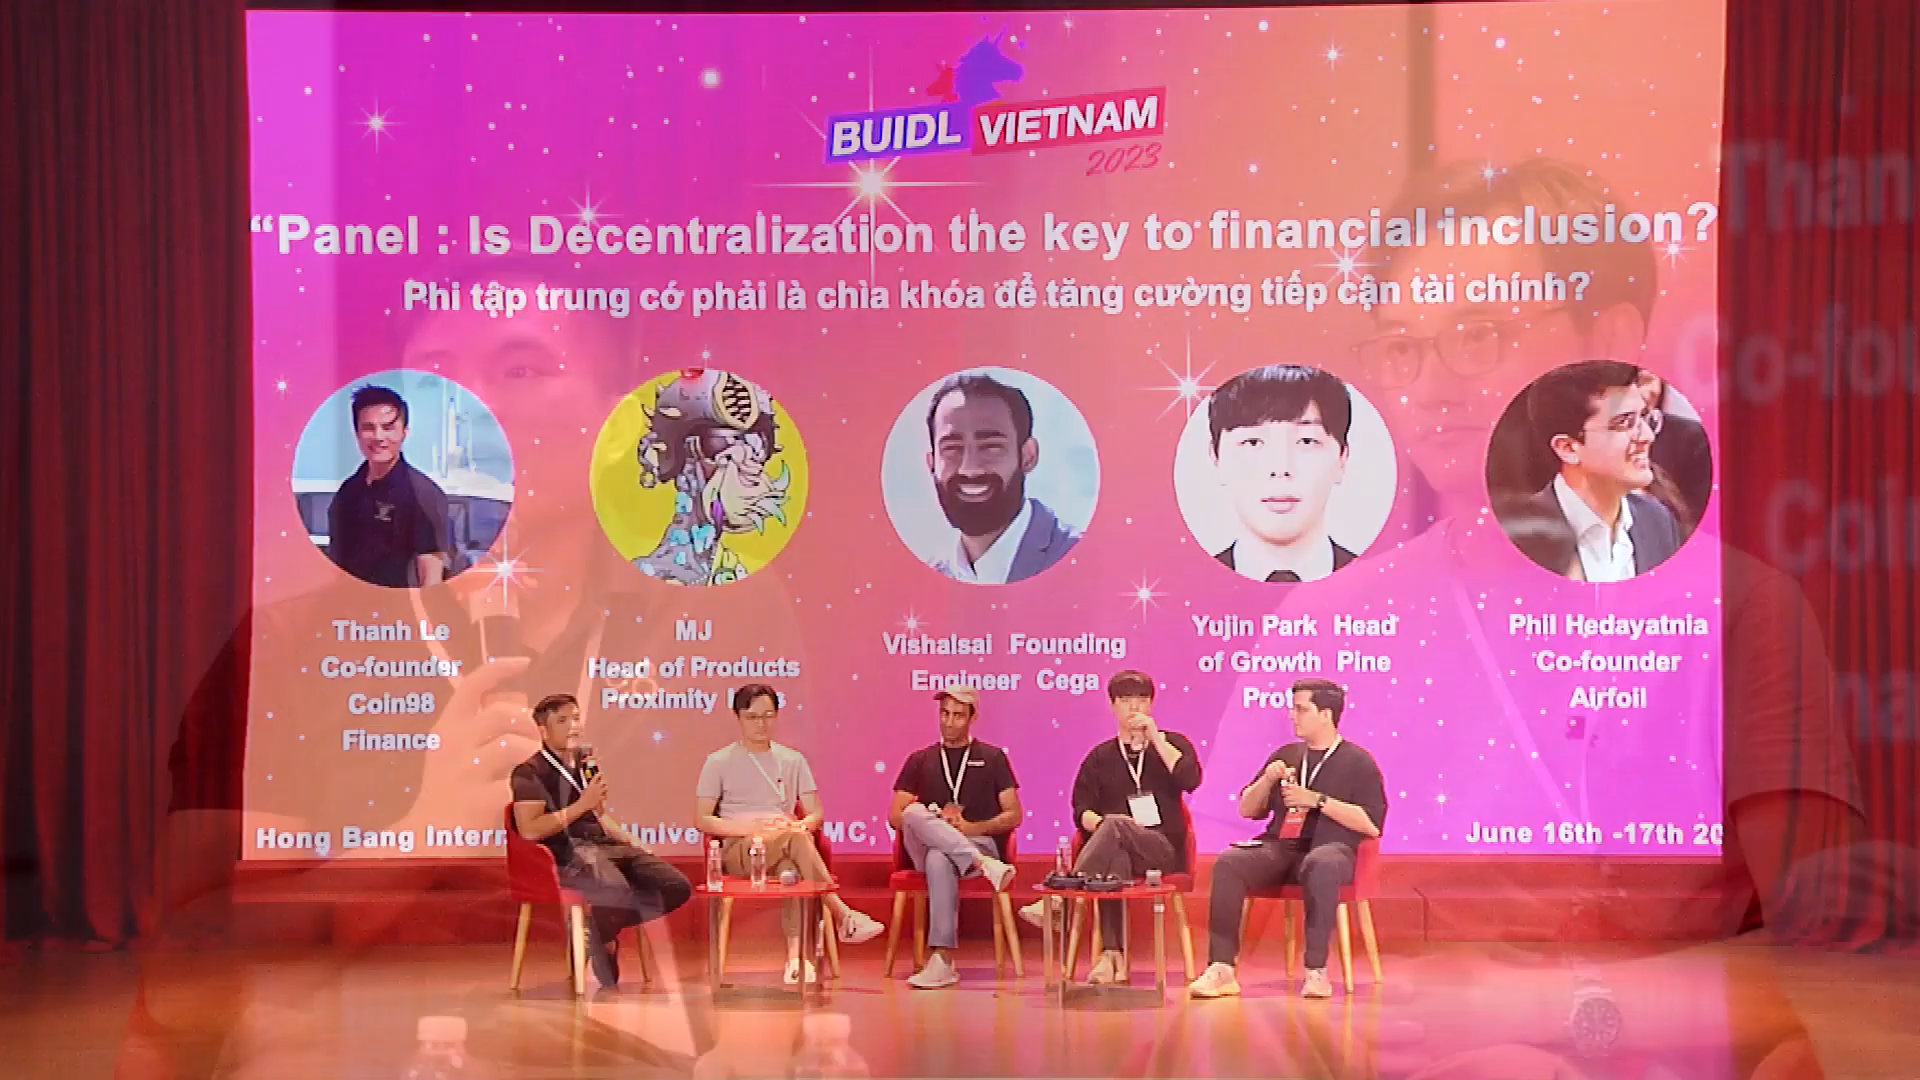 BUIDL VIETNAM
2023
“Panel : Is Decentralization the key to financial inclusion?
Phi tập trung có phải là chìa khóa để tăng cường tiếp cận tài chính?
Thanh Le
Co-founder
Coin98
Finance
MJ
Head of Products
Proximity
Vishalsai Founding
Engineer Cega
Yujin Park Head
of Growth Pine
Phil Hedayatnia
Co-founder
Airfoil
Hong Bang
June 16th -17th
Co-fou